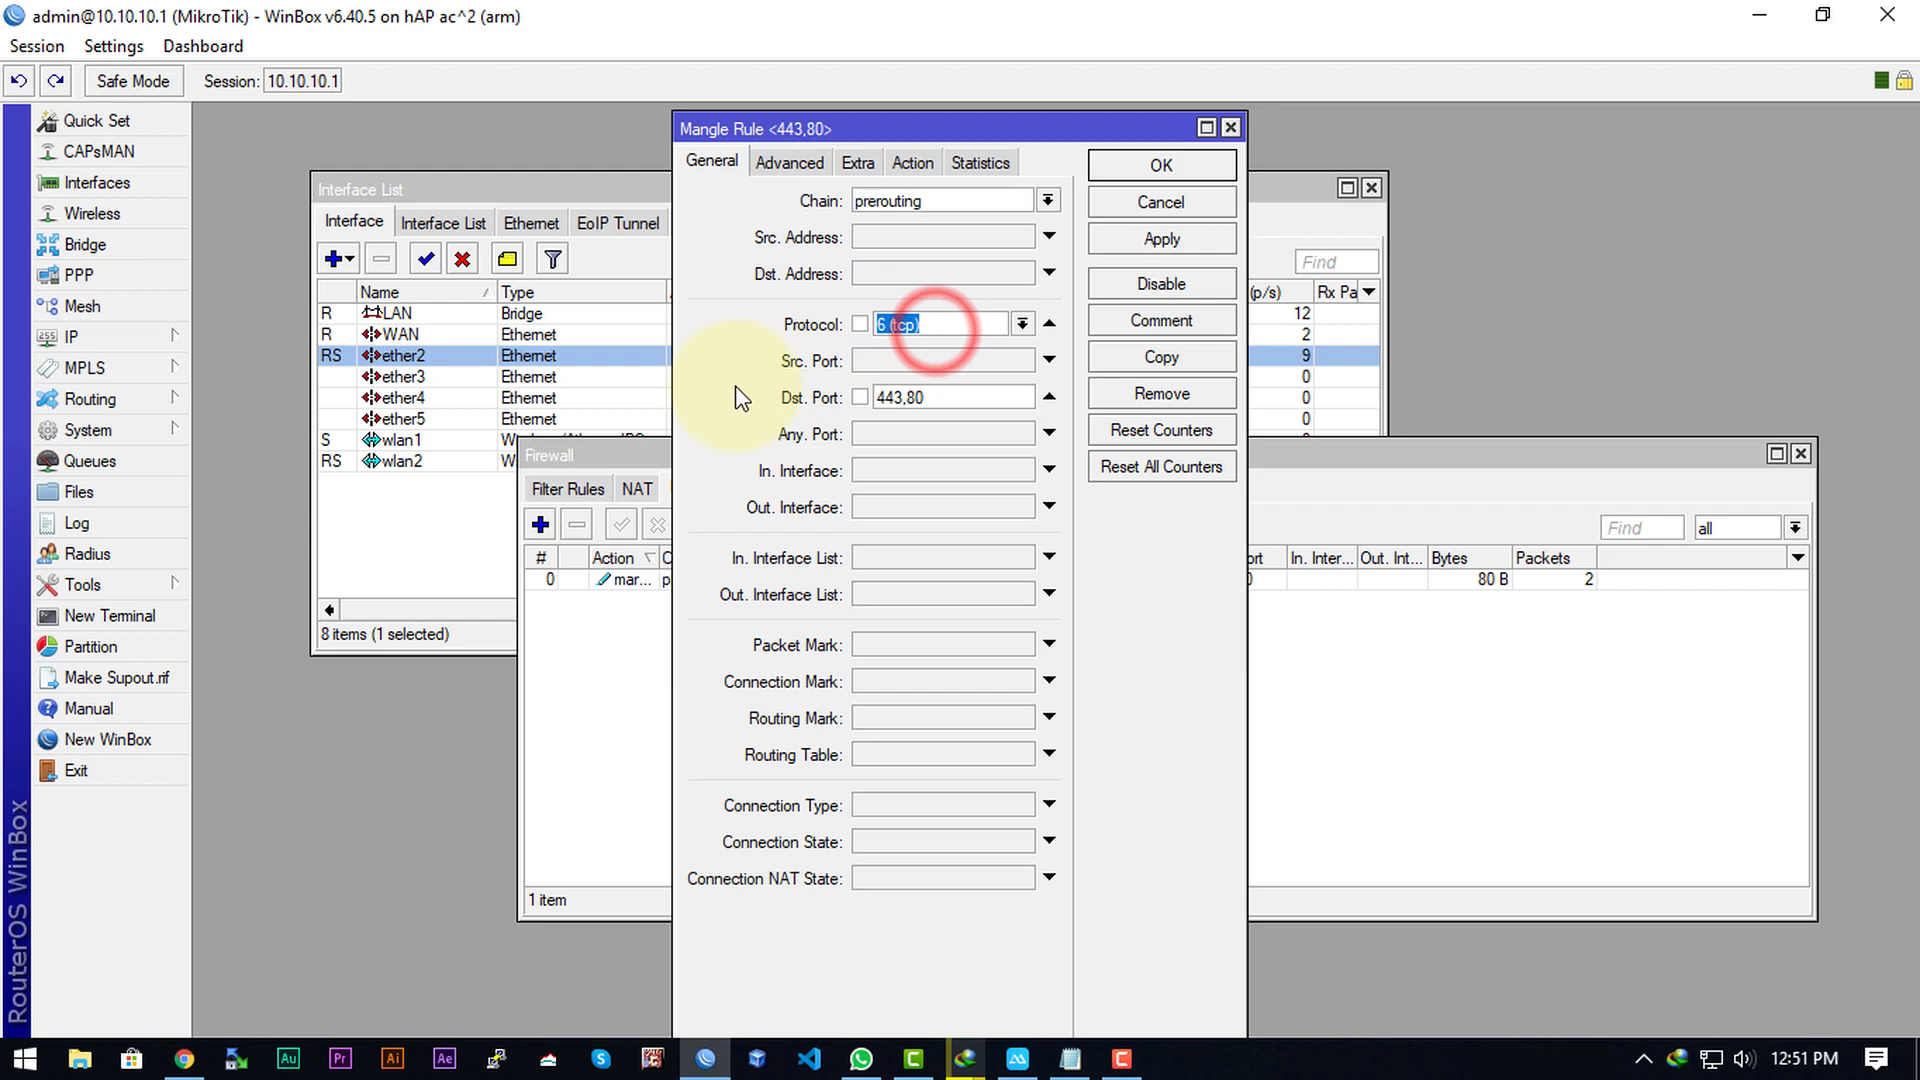 admin@10.10.10.1 (MikroTik) - WinBox v6.40.5 on hAP ac^2 (arm)
Session Settings Dashboard
Safe Mode Session: 10.10.10.1
Quick Set
CAPsMAN
Interfaces
Wireless
Bridge
PPP
Mesh
IP
MPLS
Routing
System
Queues
Files
Log
Radius
Tools
New Terminal
Partition
Make Supout.rif
Manual
New WinBox
Exit
RouterOS WinBox
Interface List
Interface Interface List Ethernet EoIP Tunnel
Find
Name Type (p/s) Rx Pa
R LAN Bridge 12
R WAN Ethernet 2
RS ether2 Ethernet 9
ether3 Ethernet 0
ether4 Ethernet 0
ether5 Ethernet 0
S wlan1
RS wlan2
8 items (1 selected)
Firewall
Filter Rules NAT
Find all
# Action In. Inter... Out. Int... Bytes Packets
0 mar... 80 B 2
1 item
Mangle Rule <443,80>
General Advanced Extra Action Statistics
Chain: prerouting
Src. Address:
Dst. Address:
Protocol: 6 (tcp)
Src. Port:
Dst. Port: 443,80
Any. Port:
In. Interface:
Out. Interface:
In. Interface List:
Out. Interface List:
Packet Mark:
Connection Mark:
Routing Mark:
Routing Table:
Connection Type:
Connection State:
Connection NAT State:
OK
Cancel
Apply
Disable
Comment
Copy
Remove
Reset Counters
Reset All Counters
Au Pr Ai Ae
12:51 PM